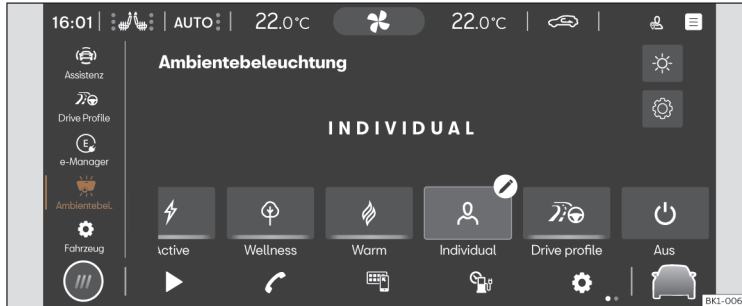 16:01 AUTO 22.0°C 22.0°C
Assistenz
Drive Profile
E
e-Manager
Ambientebel.
Fahrzeug
Ambientebeleuchtung
INDIVIDUAL
Active Wellness Warm Individual Drive profile Aus
BK1-006